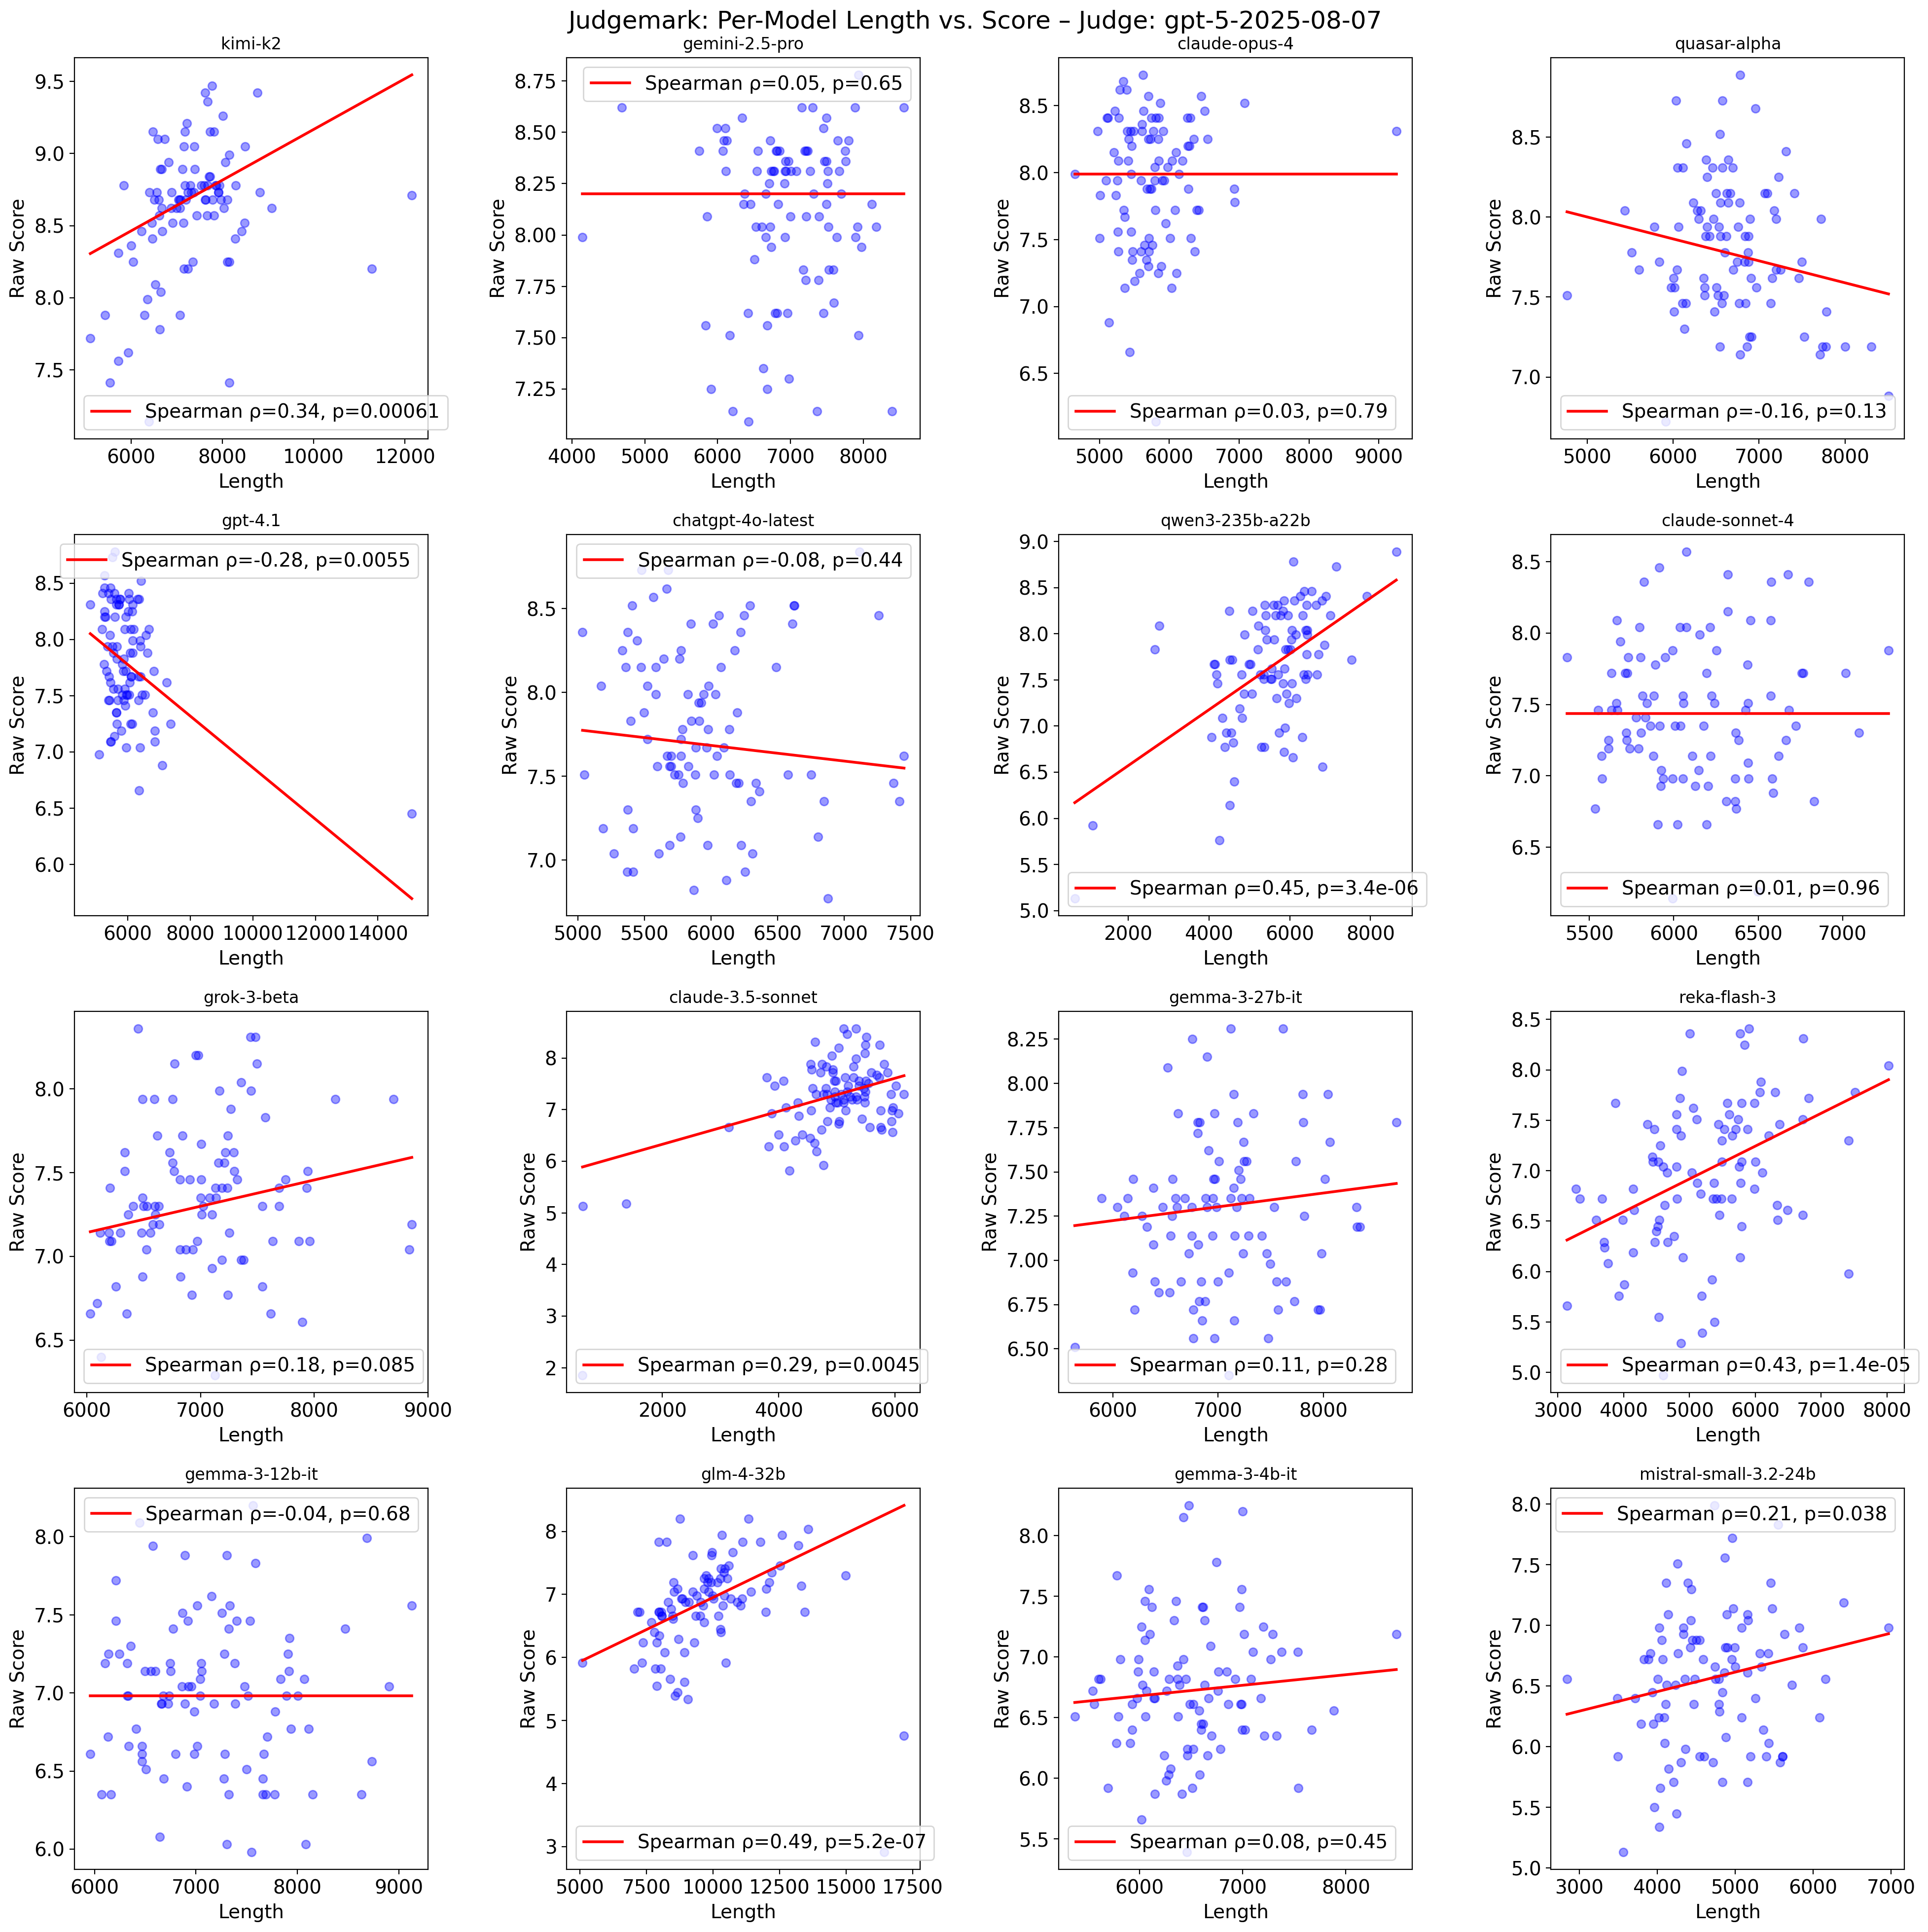 Judgemark: Per-Model Length vs. Score – Judge: gpt-5-2025-08-07
kimi-k2
Raw Score
9.5
9.0
8.5
8.0
7.5
Spearman ρ=0.34, p=0.00061
6000 8000 10000 12000
Length
gemini-2.5-pro
Raw Score
8.75
8.50
8.25
8.00
7.75
7.50
7.25
Spearman ρ=0.05, p=0.65
4000 5000 6000 7000 8000
Length
claude-opus-4
Raw Score
8.5
8.0
7.5
7.0
6.5
Spearman ρ=0.03, p=0.79
5000 6000 7000 8000 9000
Length
quasar-alpha
Raw Score
8.5
8.0
7.5
7.0
Spearman ρ=-0.16, p=0.13
5000 6000 7000 8000
Length
gpt-4.1
Raw Score
8.5
8.0
7.5
7.0
6.5
6.0
Spearman ρ=-0.28, p=0.0055
6000 8000 10000 12000 14000
Length
chatgpt-4o-latest
Raw Score
8.5
8.0
7.5
7.0
Spearman ρ=-0.08, p=0.44
5000 5500 6000 6500 7000 7500
Length
qwen3-235b-a22b
Raw Score
9.0
8.5
8.0
7.5
7.0
6.5
6.0
5.5
5.0
Spearman ρ=0.45, p=3.4e-06
2000 4000 6000 8000
Length
claude-sonnet-4
Raw Score
8.5
8.0
7.5
7.0
6.5
Spearman ρ=0.01, p=0.96
5500 6000 6500 7000
Length
grok-3-beta
Raw Score
8.0
7.5
7.0
6.5
Spearman ρ=0.18, p=0.085
6000 7000 8000 9000
Length
claude-3.5-sonnet
Raw Score
8
7
6
5
4
3
2
Spearman ρ=0.29, p=0.0045
2000 4000 6000
Length
gemma-3-27b-it
Raw Score
8.25
8.00
7.75
7.50
7.25
7.00
6.75
6.50
Spearman ρ=0.11, p=0.28
6000 7000 8000
Length
reka-flash-3
Raw Score
8.5
8.0
7.5
7.0
6.5
6.0
5.5
5.0
Spearman ρ=0.43, p=1.4e-05
3000 4000 5000 6000 7000 8000
Length
gemma-3-12b-it
Raw Score
8.0
7.5
7.0
6.5
6.0
Spearman ρ=-0.04, p=0.68
6000 7000 8000 9000
Length
glm-4-32b
Raw Score
8
7
6
5
4
3
Spearman ρ=0.49, p=5.2e-07
5000 7500 10000 12500 15000 17500
Length
gemma-3-4b-it
Raw Score
8.0
7.5
7.0
6.5
6.0
5.5
Spearman ρ=0.08, p=0.45
6000 7000 8000
Length
mistral-small-3.2-24b
Raw Score
8.0
7.5
7.0
6.5
6.0
5.5
5.0
Spearman ρ=0.21, p=0.038
3000 4000 5000 6000 7000
Length